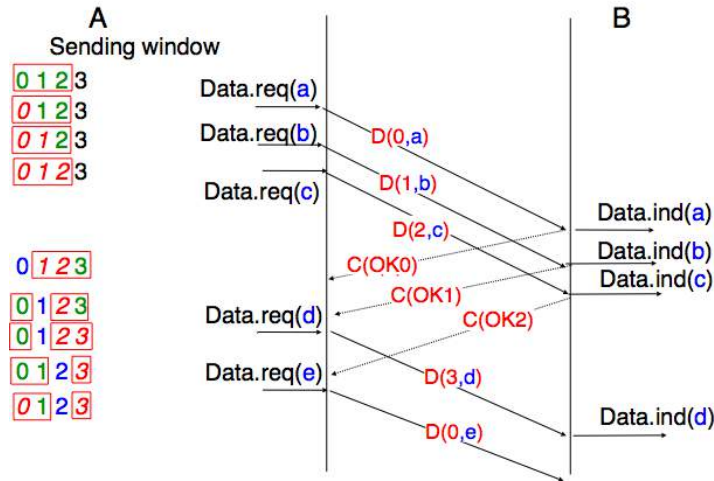 A
B
Sending window
0 1 2 3
Data.req(a)
0 1 2 3
Data.req(b)
D(0,a)
0 1 2 3
0 1 2 3
Data.req(c)
D(1,b)
Data.ind(a)
D(2,c)
Data.ind(b)
0 1 2 3
C(OK0)
Data.ind(c)
C(OK1)
0 1 2 3
Data.req(d)
C(OK2)
0 1 2 3
0 1 2 3
Data.req(e)
D(3,d)
0 1 2 3
Data.ind(d)
D(0,e)